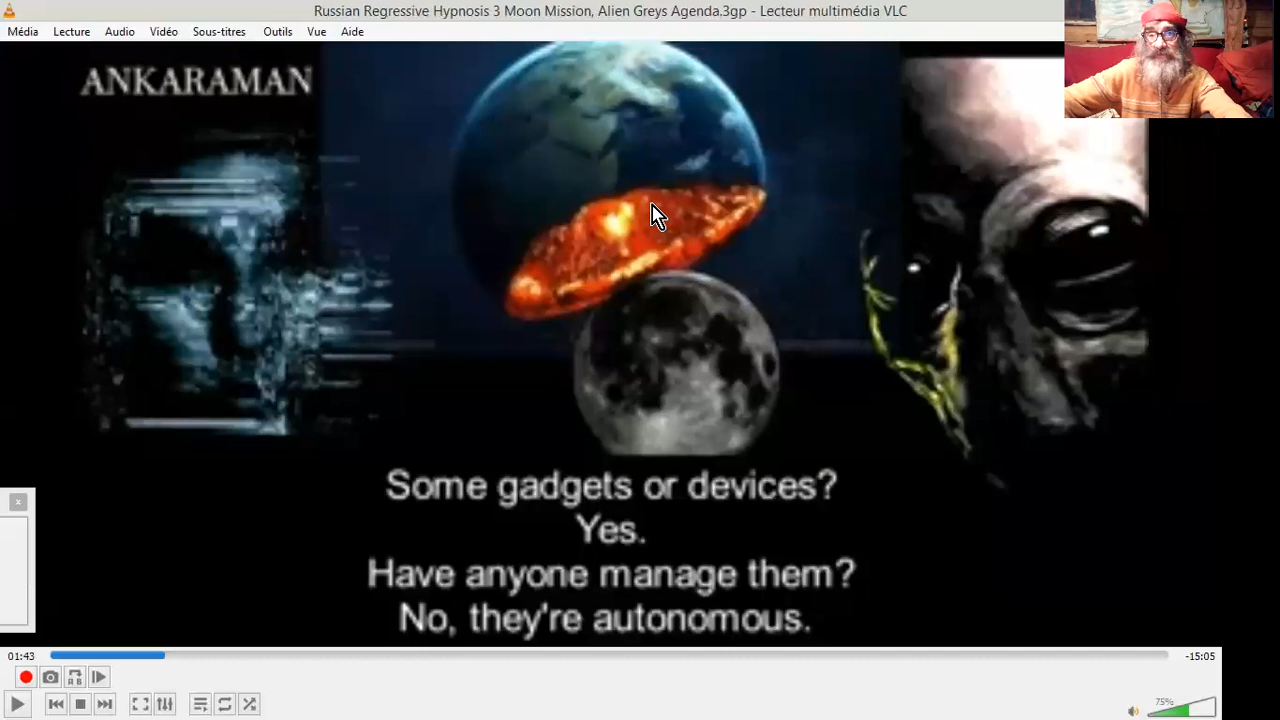 Russian Regressive Hypnosis 3 Moon Mission, Alien Greys Agenda.3gp - Lecteur multimédia VLC
Média Lecture Audio Vidéo Sous-titres Outils Vue Aide
ANKARAMAN
Some gadgets or devices?
Yes.
Have anyone manage them?
No, they're autonomous.
01:43
-15:05
75%